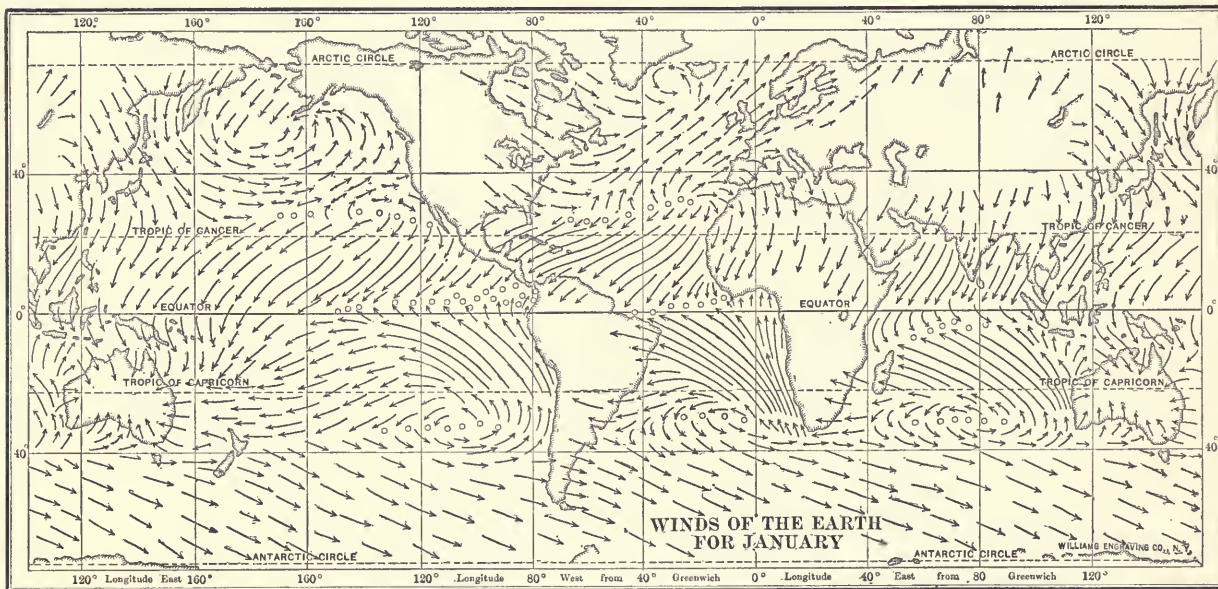 120° 160° 160° 120° 80° 40° 0° 40° 80° 120°
ARCTIC CIRCLE ARCTIC CIRCLE
40° 40°
TROPIC OF CANCER TROPIC OF CANCER
0° EQUATOR EQUATOR 0°
TROPIC OF CAPRICORN TROPIC OF CAPRICORN
40° 40°
WINDS OF THE EARTH
FOR JANUARY
ANTARCTIC CIRCLE ANTARCTIC CIRCLE WILLIAMS ENGRAVING CO., N.Y.
120° Longitude East 160° 160° 120° Longitude 80° West from 40° Greenwich 0° Longitude 40° East from 80° Greenwich 120°